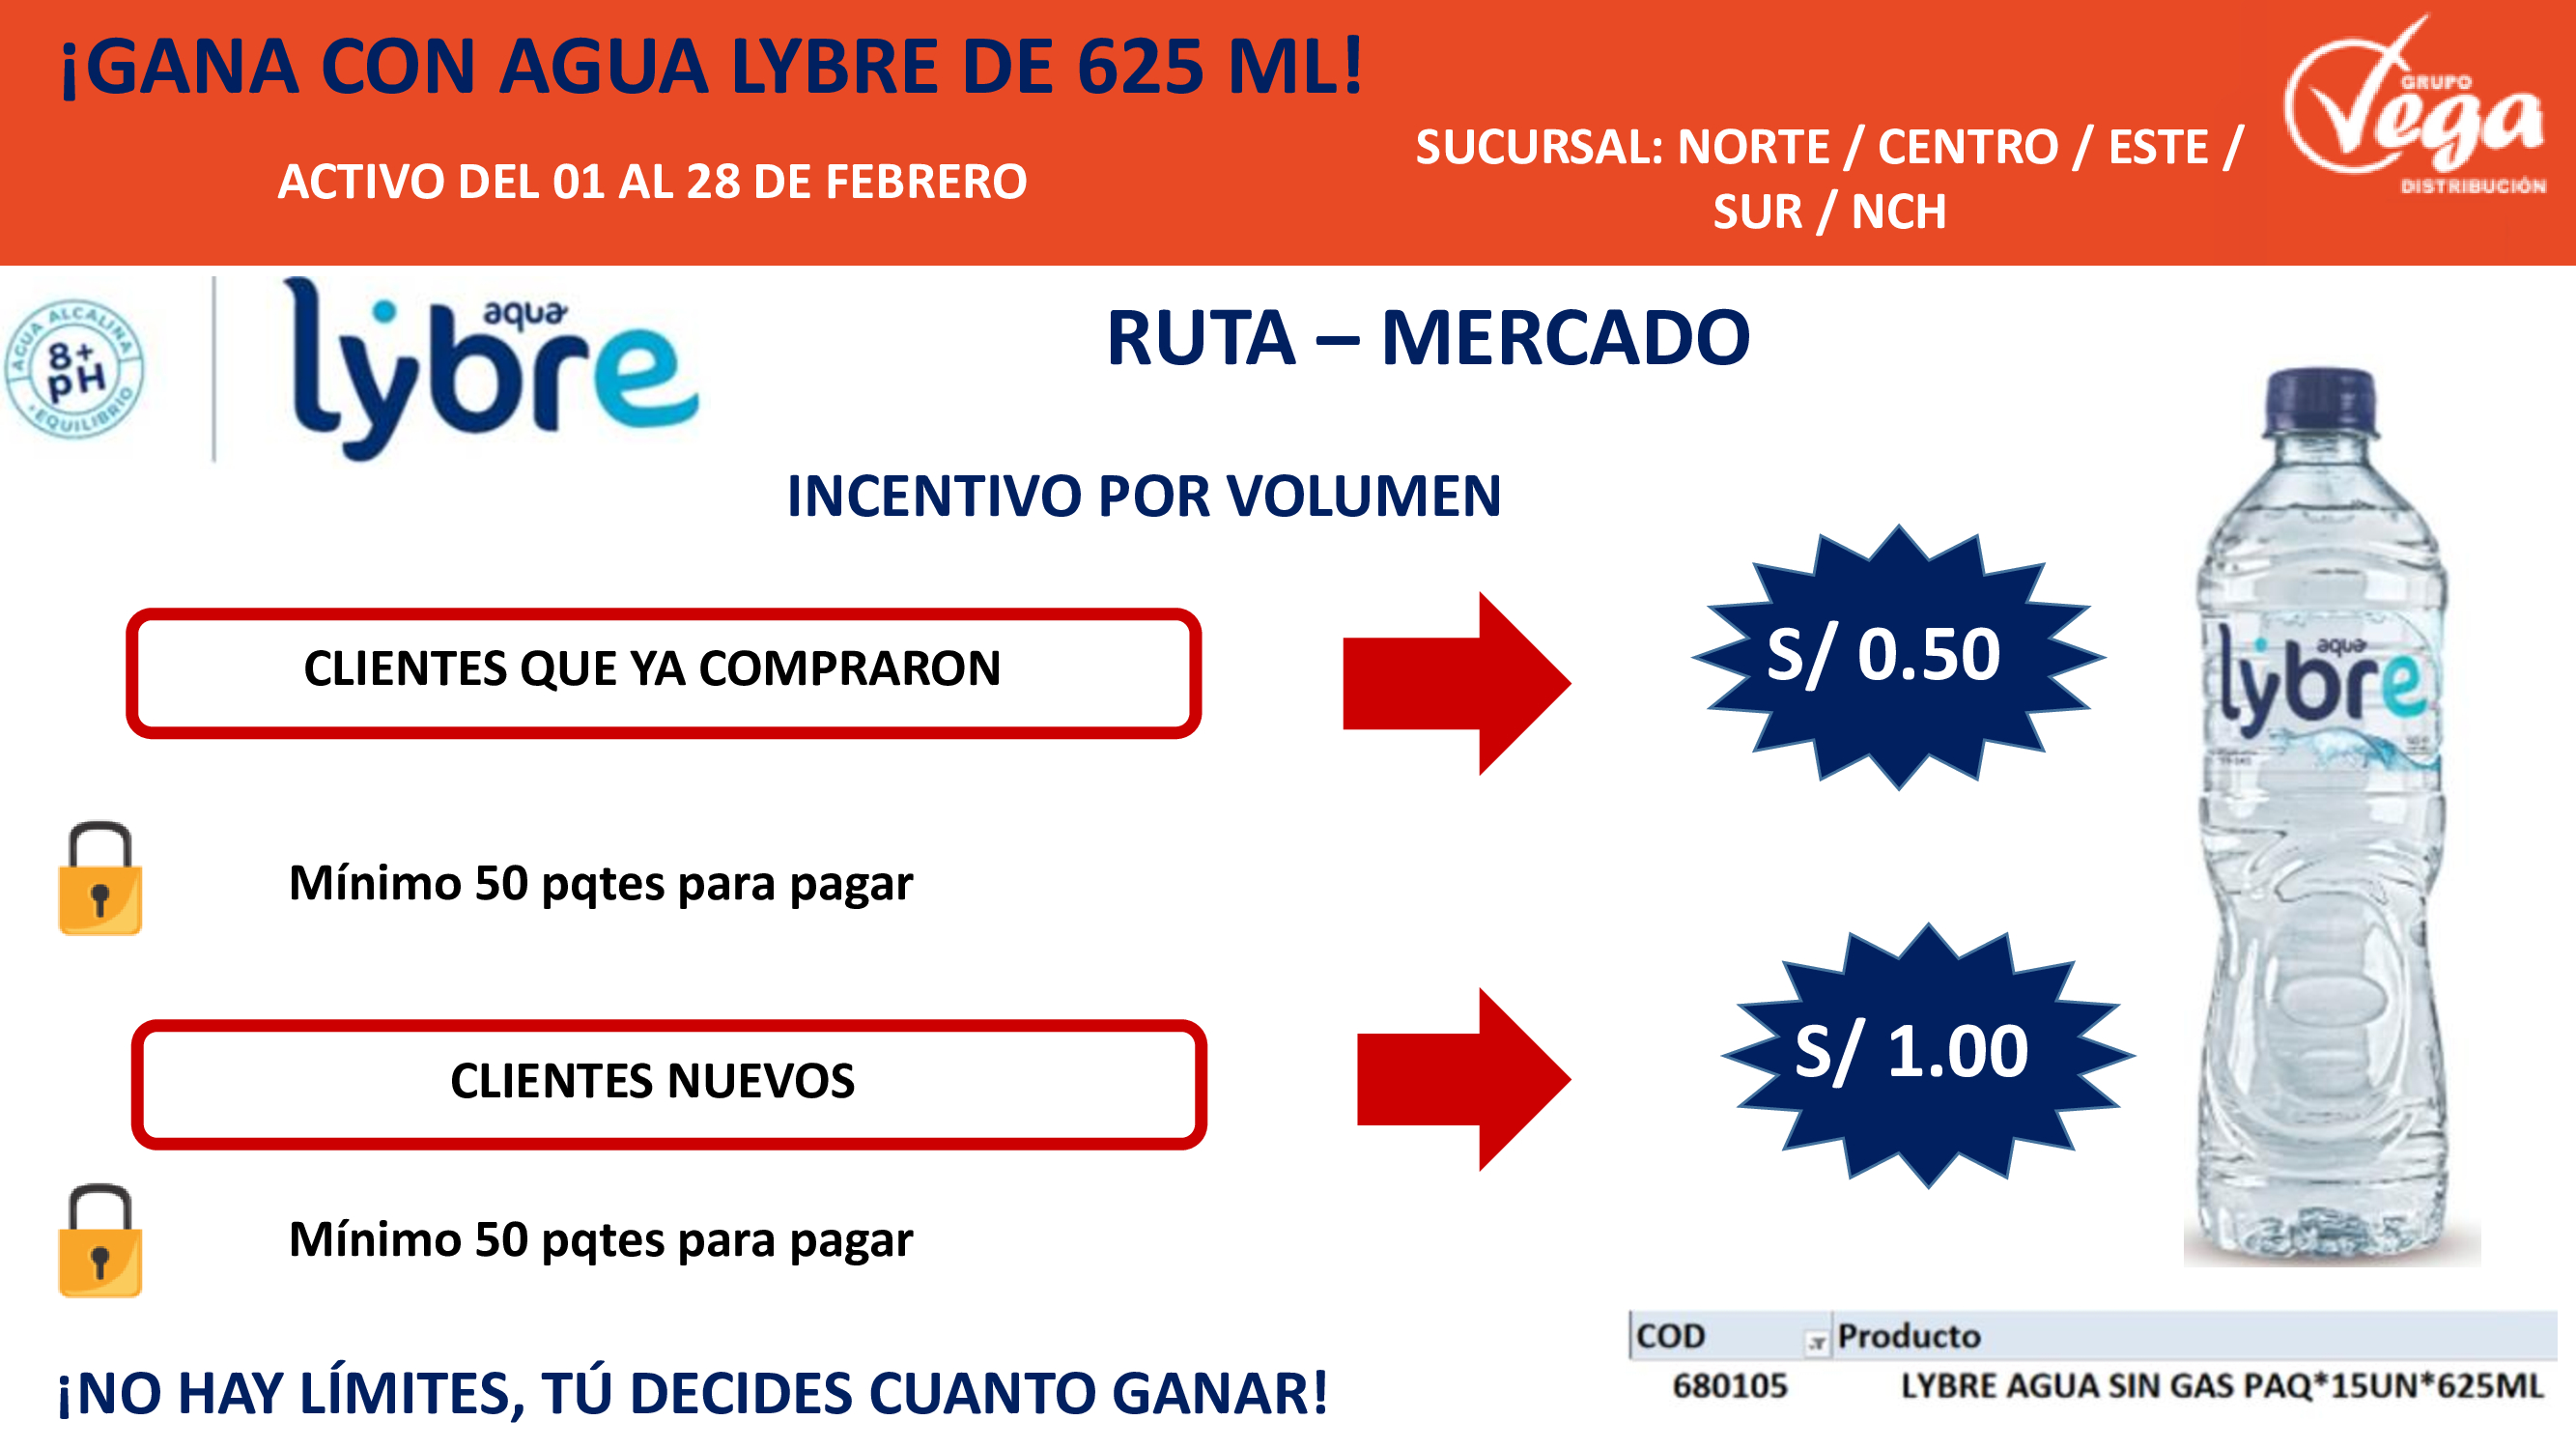 ¡GANA CON AGUA LYBRE DE 625 ML!
ACTIVO DEL 01 AL 28 DE FEBRERO
SUCURSAL: NORTE / CENTRO / ESTE /
SUR / NCH
GRUPO
Vega
DISTRIBUCIÓN
AGUA ALCALINA
8+
pH
EQUILIBRIO
aqua
lybre
RUTA – MERCADO
INCENTIVO POR VOLUMEN
CLIENTES QUE YA COMPRARON
S/ 0.50
aqua
lybre
Mínimo 50 pqtes para pagar
CLIENTES NUEVOS
S/ 1.00
Mínimo 50 pqtes para pagar
COD Producto
680105 LYBRE AGUA SIN GAS PAQ*15UN*625ML
¡NO HAY LÍMITES, TÚ DECIDES CUANTO GANAR!